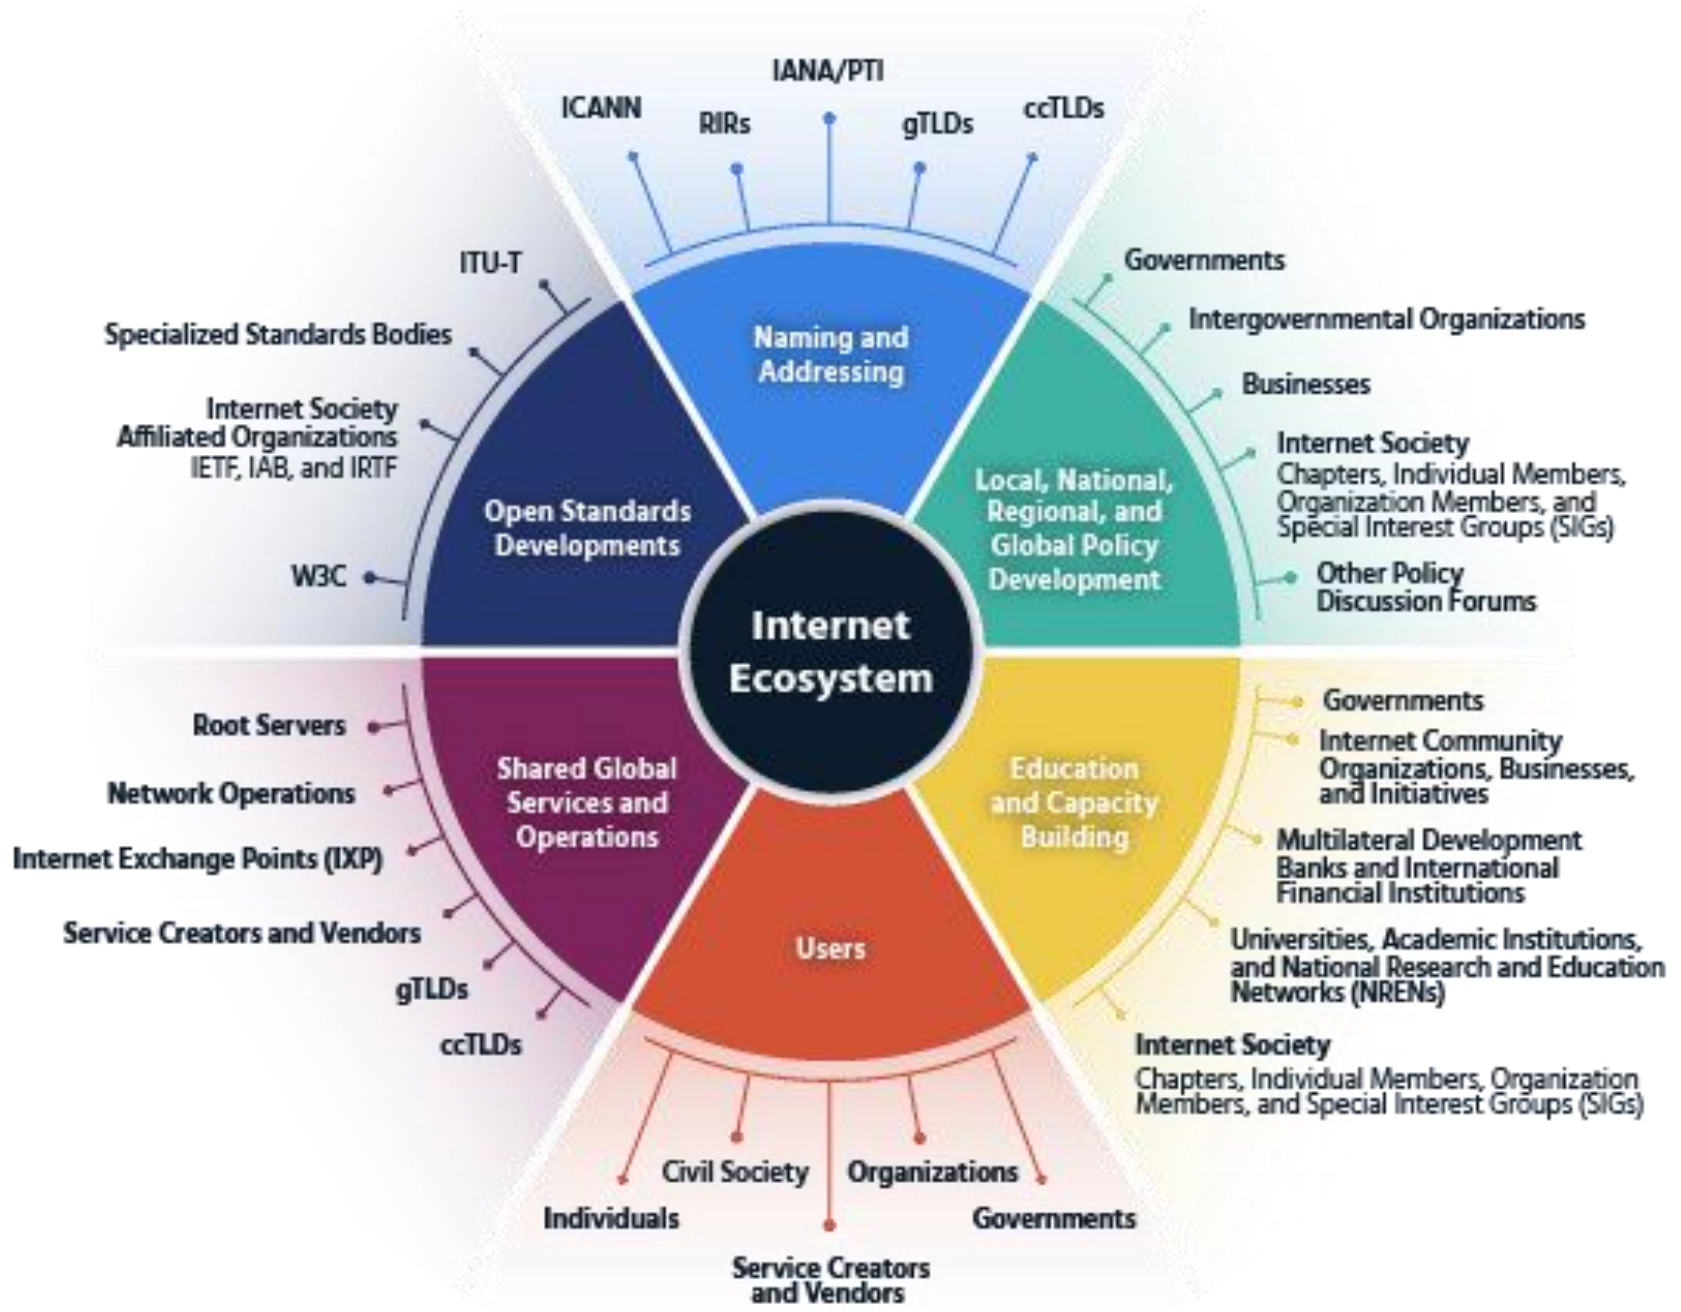 IANA/PTI
ICANN
RIRs
gTLDs
ccTLDs
Naming and
Addressing
Governments
Intergovernmental Organizations
Businesses
Internet Society
Chapters, Individual Members,
Organization Members, and
Special Interest Groups (SIGs)
Other Policy
Discussion Forums
Local, National,
Regional, and
Global Policy
Development
Governments
Internet Community
Organizations, Businesses,
and Initiatives
Multilateral Development
Banks and International
Financial Institutions
Universities, Academic Institutions,
and National Research and Education
Networks (NRENs)
Internet Society
Chapters, Individual Members, Organization
Members, and Special Interest Groups (SIGs)
Education
and Capacity
Building
Users
Individuals
Civil Society
Service Creators
and Vendors
Organizations
Governments
Shared Global
Services and
Operations
Root Servers
Network Operations
Internet Exchange Points (IXP)
Service Creators and Vendors
gTLDs
ccTLDs
Open Standards
Developments
ITU-T
Specialized Standards Bodies
Internet Society
Affiliated Organizations
IETF, IAB, and IRTF
W3C
Internet
Ecosystem